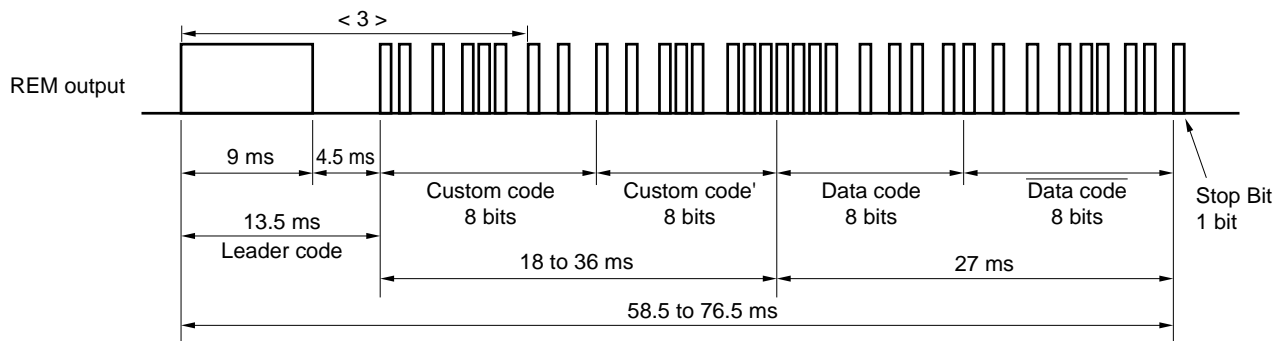 < 3 >
REM output
9 ms
4.5 ms
Custom code
8 bits
Custom code'
8 bits
Data code
8 bits
Data code
8 bits
Stop Bit
1 bit
13.5 ms
Leader code
18 to 36 ms
27 ms
58.5 to 76.5 ms